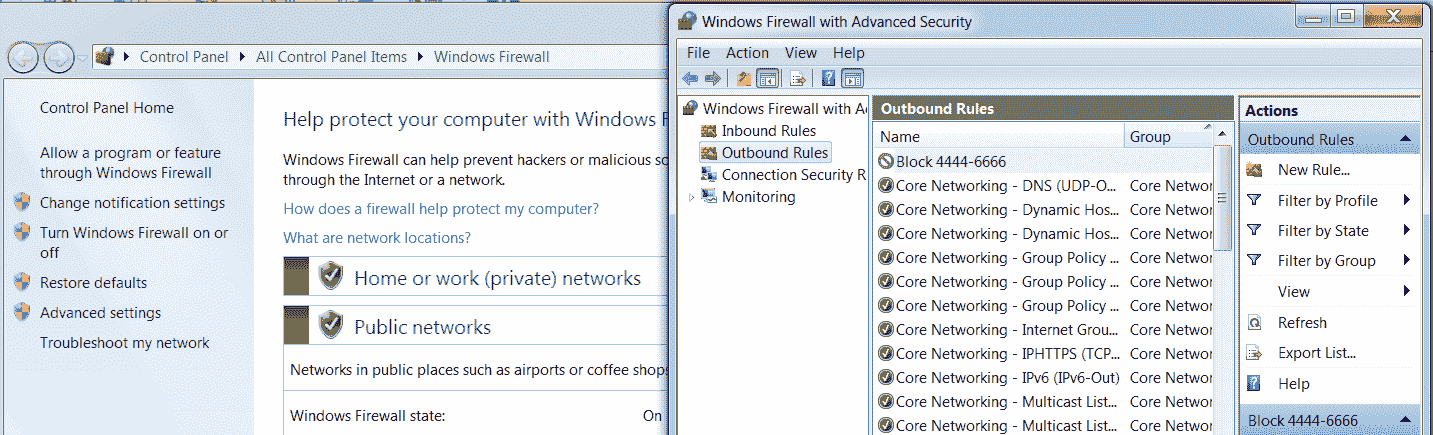 Control Panel
All Control Panel Items
Windows Firewall
Control Panel Home
Allow a program or feature
through Windows Firewall
Change notification settings
Turn Windows Firewall on or
off
Restore defaults
Advanced settings
Troubleshoot my network
Help protect your computer with Windows F
Windows Firewall can help prevent hackers or malicious so
through the Internet or a network.
How does a firewall help protect my computer?
What are network locations?
Home or work (private) networks
Public networks
Networks in public places such as airports or coffee shops
Windows Firewall state: On
Windows Firewall with Advanced Security
File Action View Help
Windows Firewall with Ad
Inbound Rules
Outbound Rules
Connection Security R
Monitoring
Outbound Rules
Name Group
Block 4444-6666
Core Networking - DNS (UDP-O... Core Networ
Core Networking - Dynamic Hos... Core Networ
Core Networking - Dynamic Hos... Core Networ
Core Networking - Group Policy ... Core Networ
Core Networking - Group Policy ... Core Networ
Core Networking - Group Policy ... Core Networ
Core Networking - Internet Grou... Core Networ
Core Networking - IPHTTPS (TCP... Core Networ
Core Networking - IPv6 (IPv6-Out) Core Networ
Core Networking - Multicast List... Core Networ
Core Networking - Multicast List... Core Networ
Actions
Outbound Rules
New Rule...
Filter by Profile
Filter by State
Filter by Group
View
Refresh
Export List...
Help
Block 4444-6666